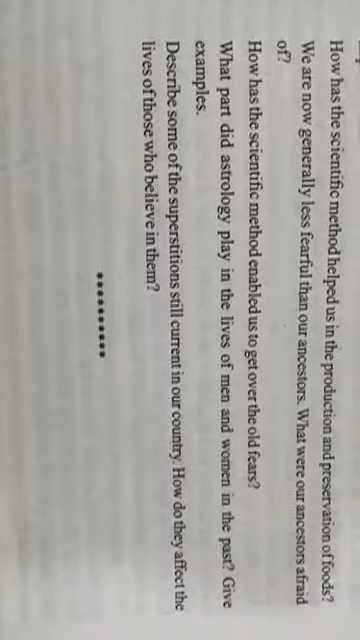 How has the scientific method helped us in the production and preservation of foods?
We are now generally less fearful than our ancestors. What were our ancestors afraid
of?
How has the scientific method enabled us to get over the old fears?
What part did astrology play in the lives of men and women in the past? Give
examples.
Describe some of the superstitions still current in our country. How do they affect the
lives of those who believe in them?
**********